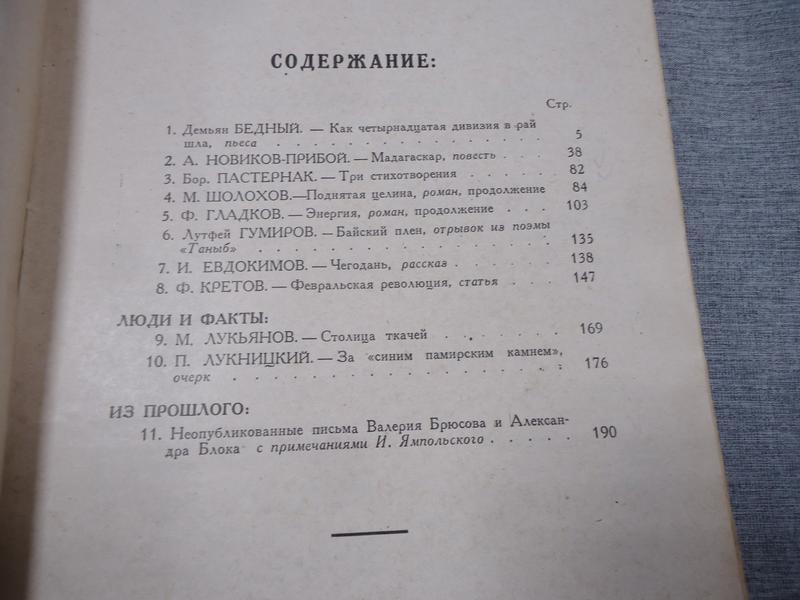 СОДЕРЖАНИЕ:
Стр.
1. Демьян БЕДНЫЙ. — Как четырнадцатая дивизия в рай
шла, пьеса . . . . . . . . . . . . . . . 5
2. А. НОВИКОВ-ПРИБОЙ. — Мадагаскар, повесть . . . 38
3. Бор. ПАСТЕРНАК. — Три стихотворения . . . . . 82
4. М. ШОЛОХОВ.—Поднятая целина, роман, продолжение 84
5. Ф. ГЛАДКОВ. — Энергия, роман, продолжение . . . 103
6. Лутфей ГУМИРОВ. — Байский плен, отрывок из поэмы
«Таныб» . . . . . . . . . . . . . . 135
7. И. ЕВДОКИМОВ. — Чегодань, рассказ . . . . . . 138
8. Ф. КРЕТОВ. — Февральская революция, статья . . . 147
ЛЮДИ И ФАКТЫ:
9. М. ЛУКЬЯНОВ. — Столица ткачей . . . . . . . 169
10. П. ЛУКНИЦКИЙ. — За «синим памирским камнем»,
очерк . . . . . . . . . . . . . . . 176
ИЗ ПРОШЛОГО:
11. Неопубликованные письма Валерия Брюсова и Алексан-
дра Блока с примечаниями И. Ямпольского . . . . . 190